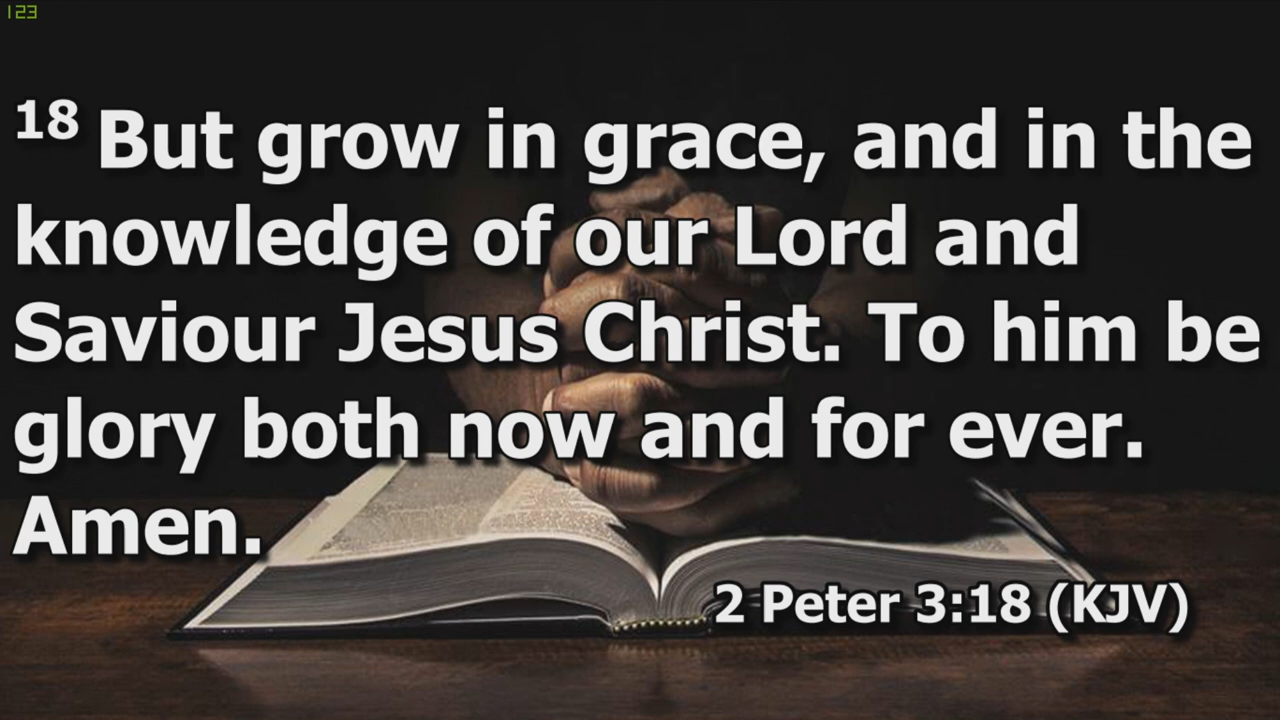 123
18 But grow in grace, and in the
knowledge of our Lord and
Saviour Jesus Christ. To him be
glory both now and for ever.
Amen.
2 Peter 3:18 (KJV)